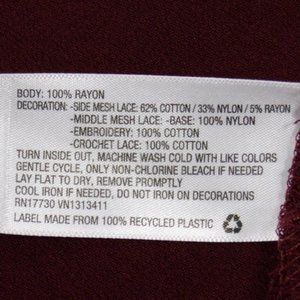 BODY: 100% RAYON
DECORATION: -SIDE MESH LACE: 62% COTTON / 33% NYLON / 5% RAYON
-MIDDLE MESH LACE: -BASE: 100% NYLON
-EMBROIDERY: 100% COTTON
-CROCHET LACE: 100% COTTON
TURN INSIDE OUT, MACHINE WASH COLD WITH LIKE COLORS
GENTLE CYCLE, ONLY NON-CHLORINE BLEACH IF NEEDED
LAY FLAT TO DRY, REMOVE PROMPTLY
COOL IRON IF NEEDED, DO NOT IRON ON DECORATIONS
RN17730 VN1313411
LABEL MADE FROM 100% RECYCLED PLASTIC